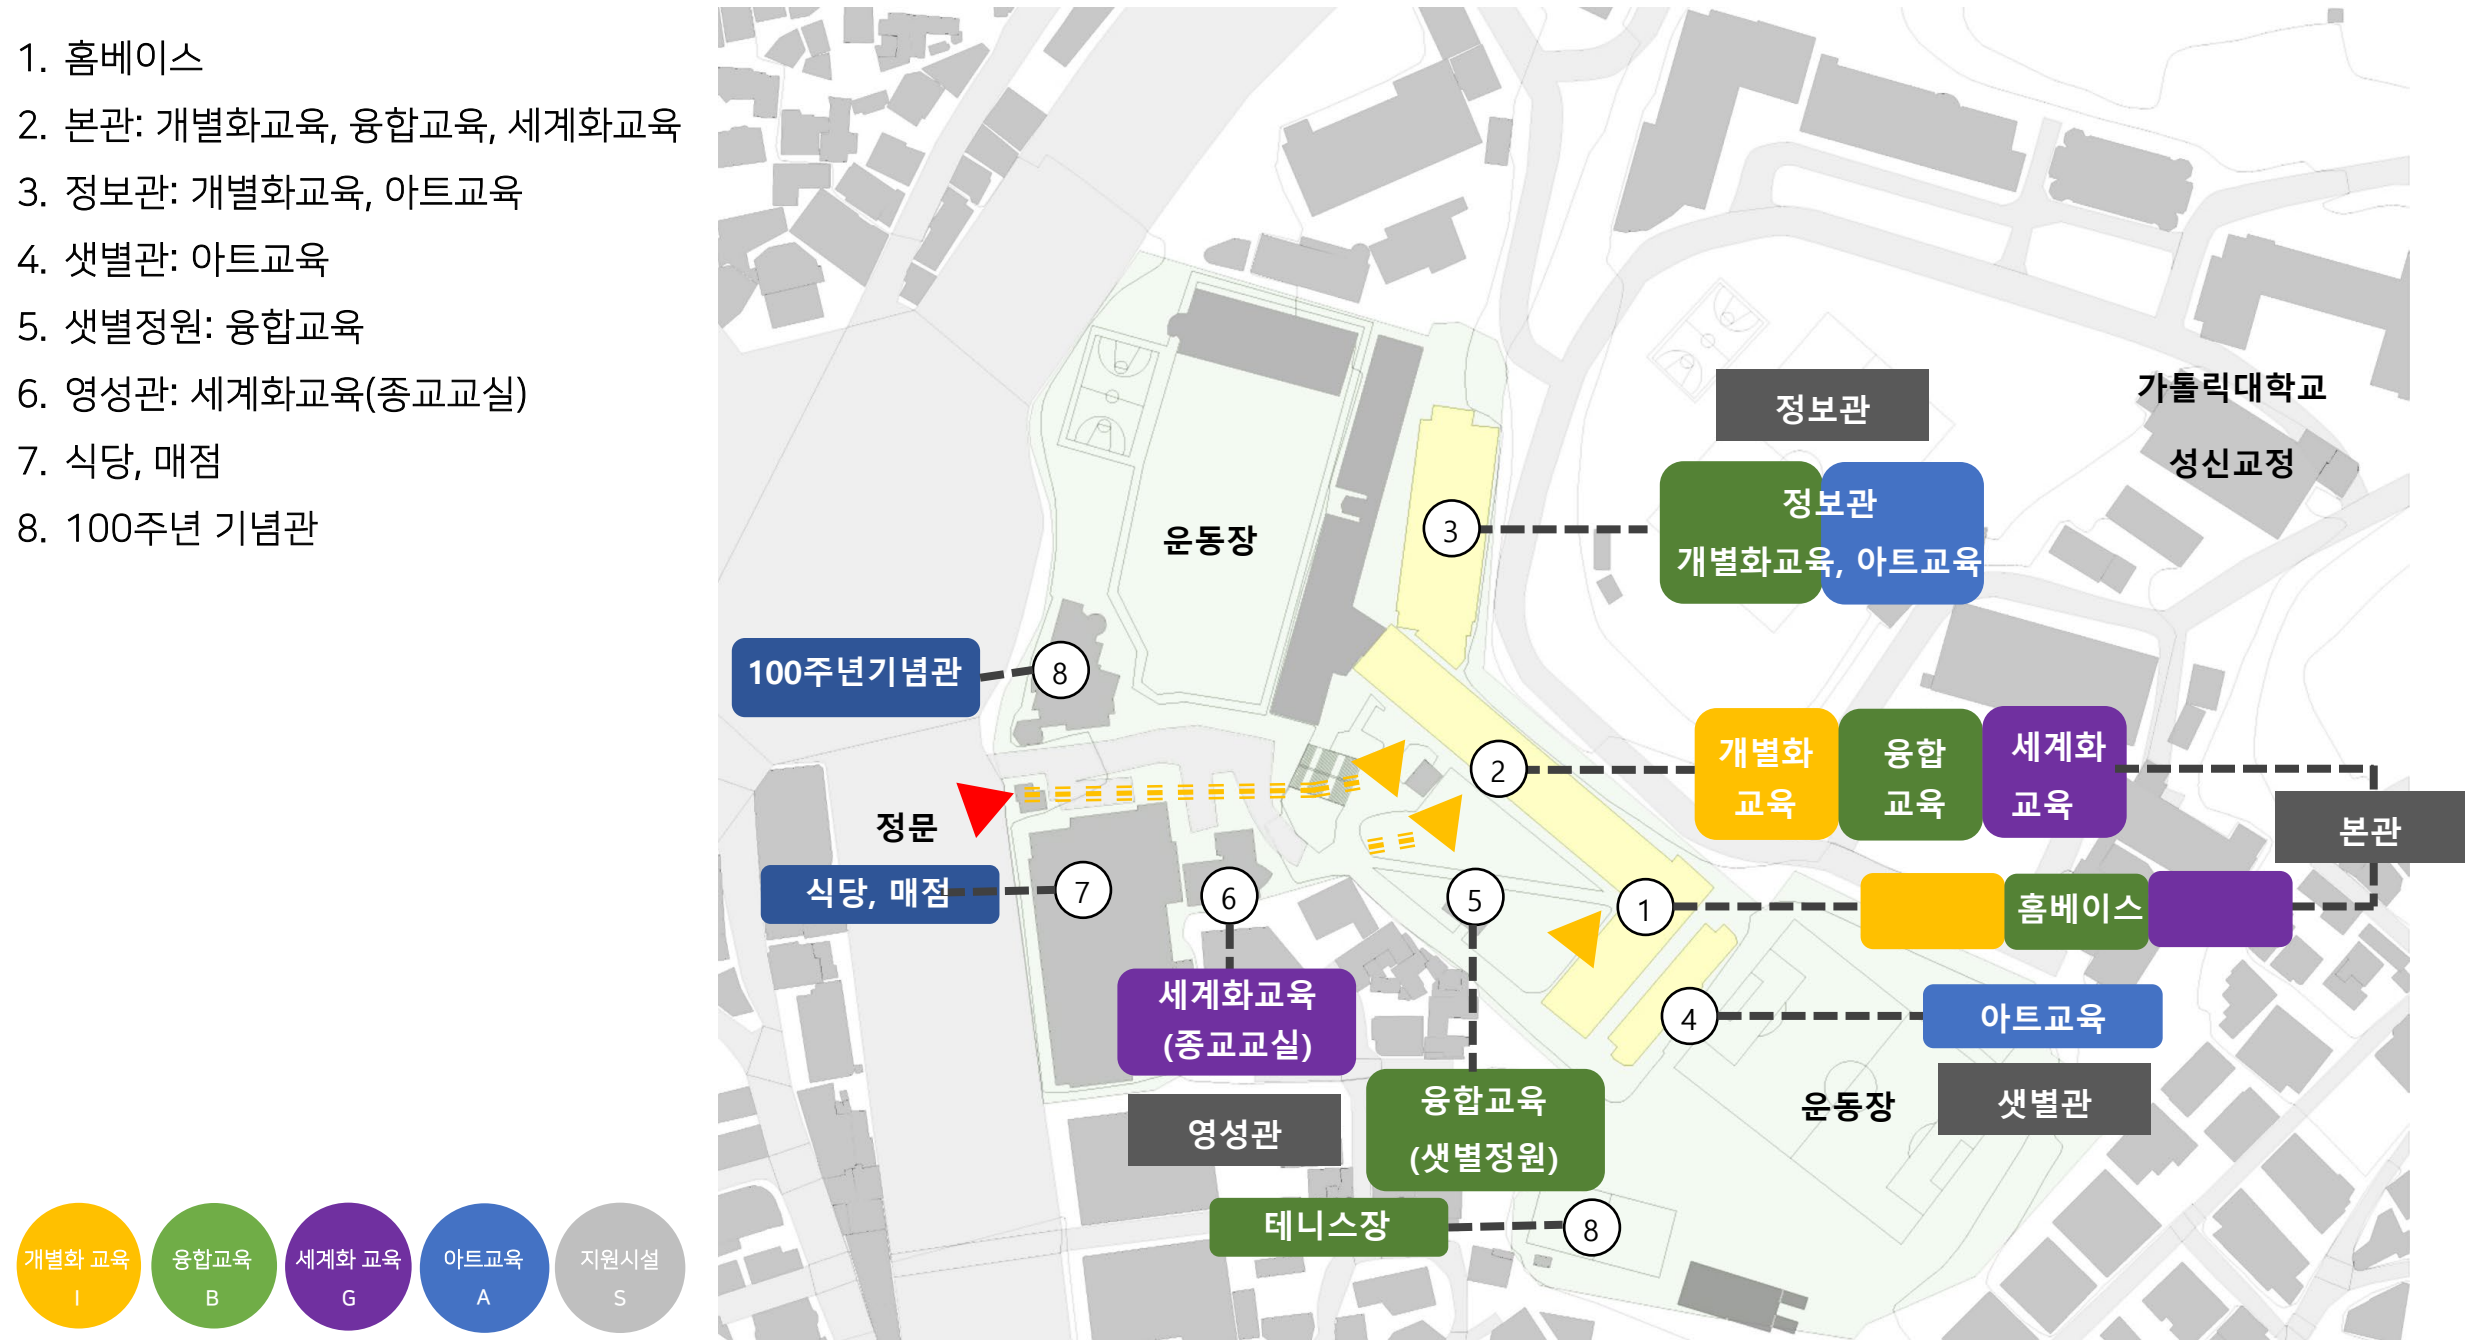 1. 홈베이스
2. 본관: 개별화교육, 융합교육, 세계화교육
3. 정보관: 개별화교육, 아트교육
4. 샛별관: 아트교육
5. 샛별정원: 융합교육
6. 영성관: 세계화교육(종교교실)
7. 식당, 매점
8. 100주년 기념관
가톨릭대학교
성신교정
정보관
정보관
개별화교육, 아트교육
3
운동장
100주년기념관
8
2
개별화
교육
융합
교육
세계화
교육
본관
정문
식당, 매점
7
6
5
1
홈베이스
세계화교육
(종교교실)
영성관
융합교육
(샛별정원)
4
아트교육
샛별관
운동장
테니스장
8
개별화 교육
I
융합교육
B
세계화 교육
G
아트교육
A
지원시설
S